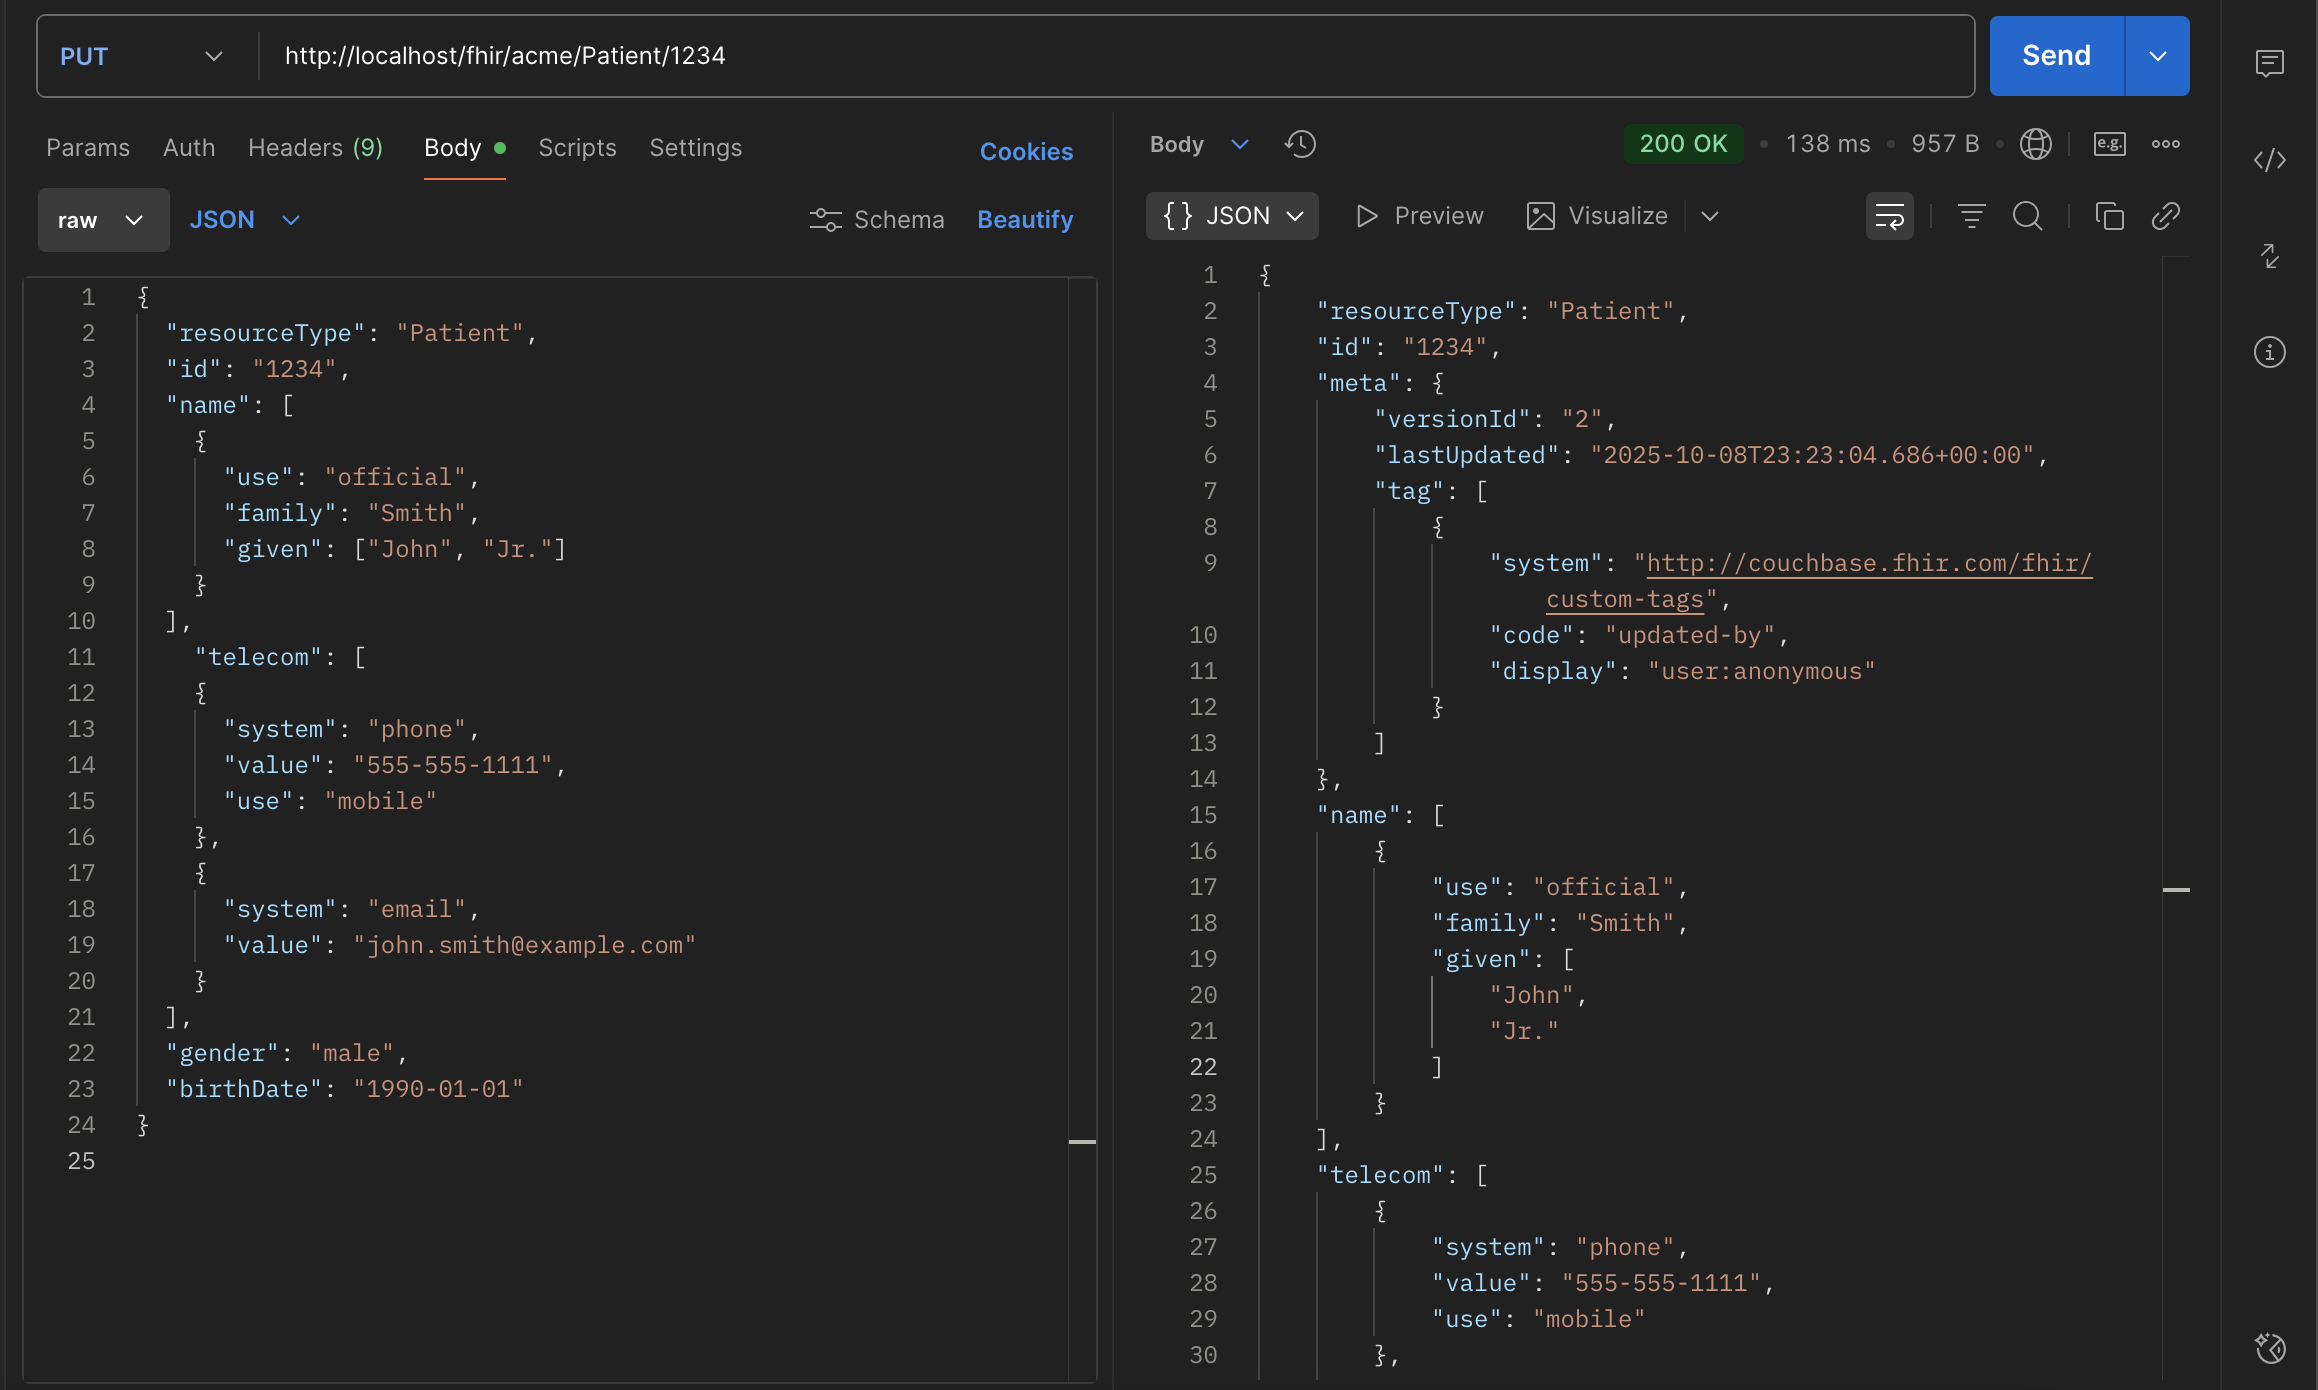 PUT http://localhost/fhir/acme/Patient/1234 Send
Params Auth Headers (9) Body Scripts Settings Cookies
raw JSON Schema Beautify
1 {
2 "resourceType": "Patient",
3 "id": "1234",
4 "name": [
5 {
6 "use": "official",
7 "family": "Smith",
8 "given": ["John", "Jr."]
9 }
10 ],
11 "telecom": [
12 {
13 "system": "phone",
14 "value": "555-555-1111",
15 "use": "mobile"
16 },
17 {
18 "system": "email",
19 "value": "john.smith@example.com"
20 }
21 ],
22 "gender": "male",
23 "birthDate": "1990-01-01"
24 }
25
Body 200 OK • 138 ms • 957 B • e.g.
{} JSON Preview Visualize
1 {
2 "resourceType": "Patient",
3 "id": "1234",
4 "meta": {
5 "versionId": "2",
6 "lastUpdated": "2025-10-08T23:23:04.686+00:00",
7 "tag": [
8 {
9 "system": "http://couchbase.fhir.com/fhir/
custom-tags",
10 "code": "updated-by",
11 "display": "user:anonymous"
12 }
13 ]
14 },
15 "name": [
16 {
17 "use": "official",
18 "family": "Smith",
19 "given": [
20 "John",
21 "Jr."
22 ]
23 }
24 ],
25 "telecom": [
26 {
27 "system": "phone",
28 "value": "555-555-1111",
29 "use": "mobile"
30 },